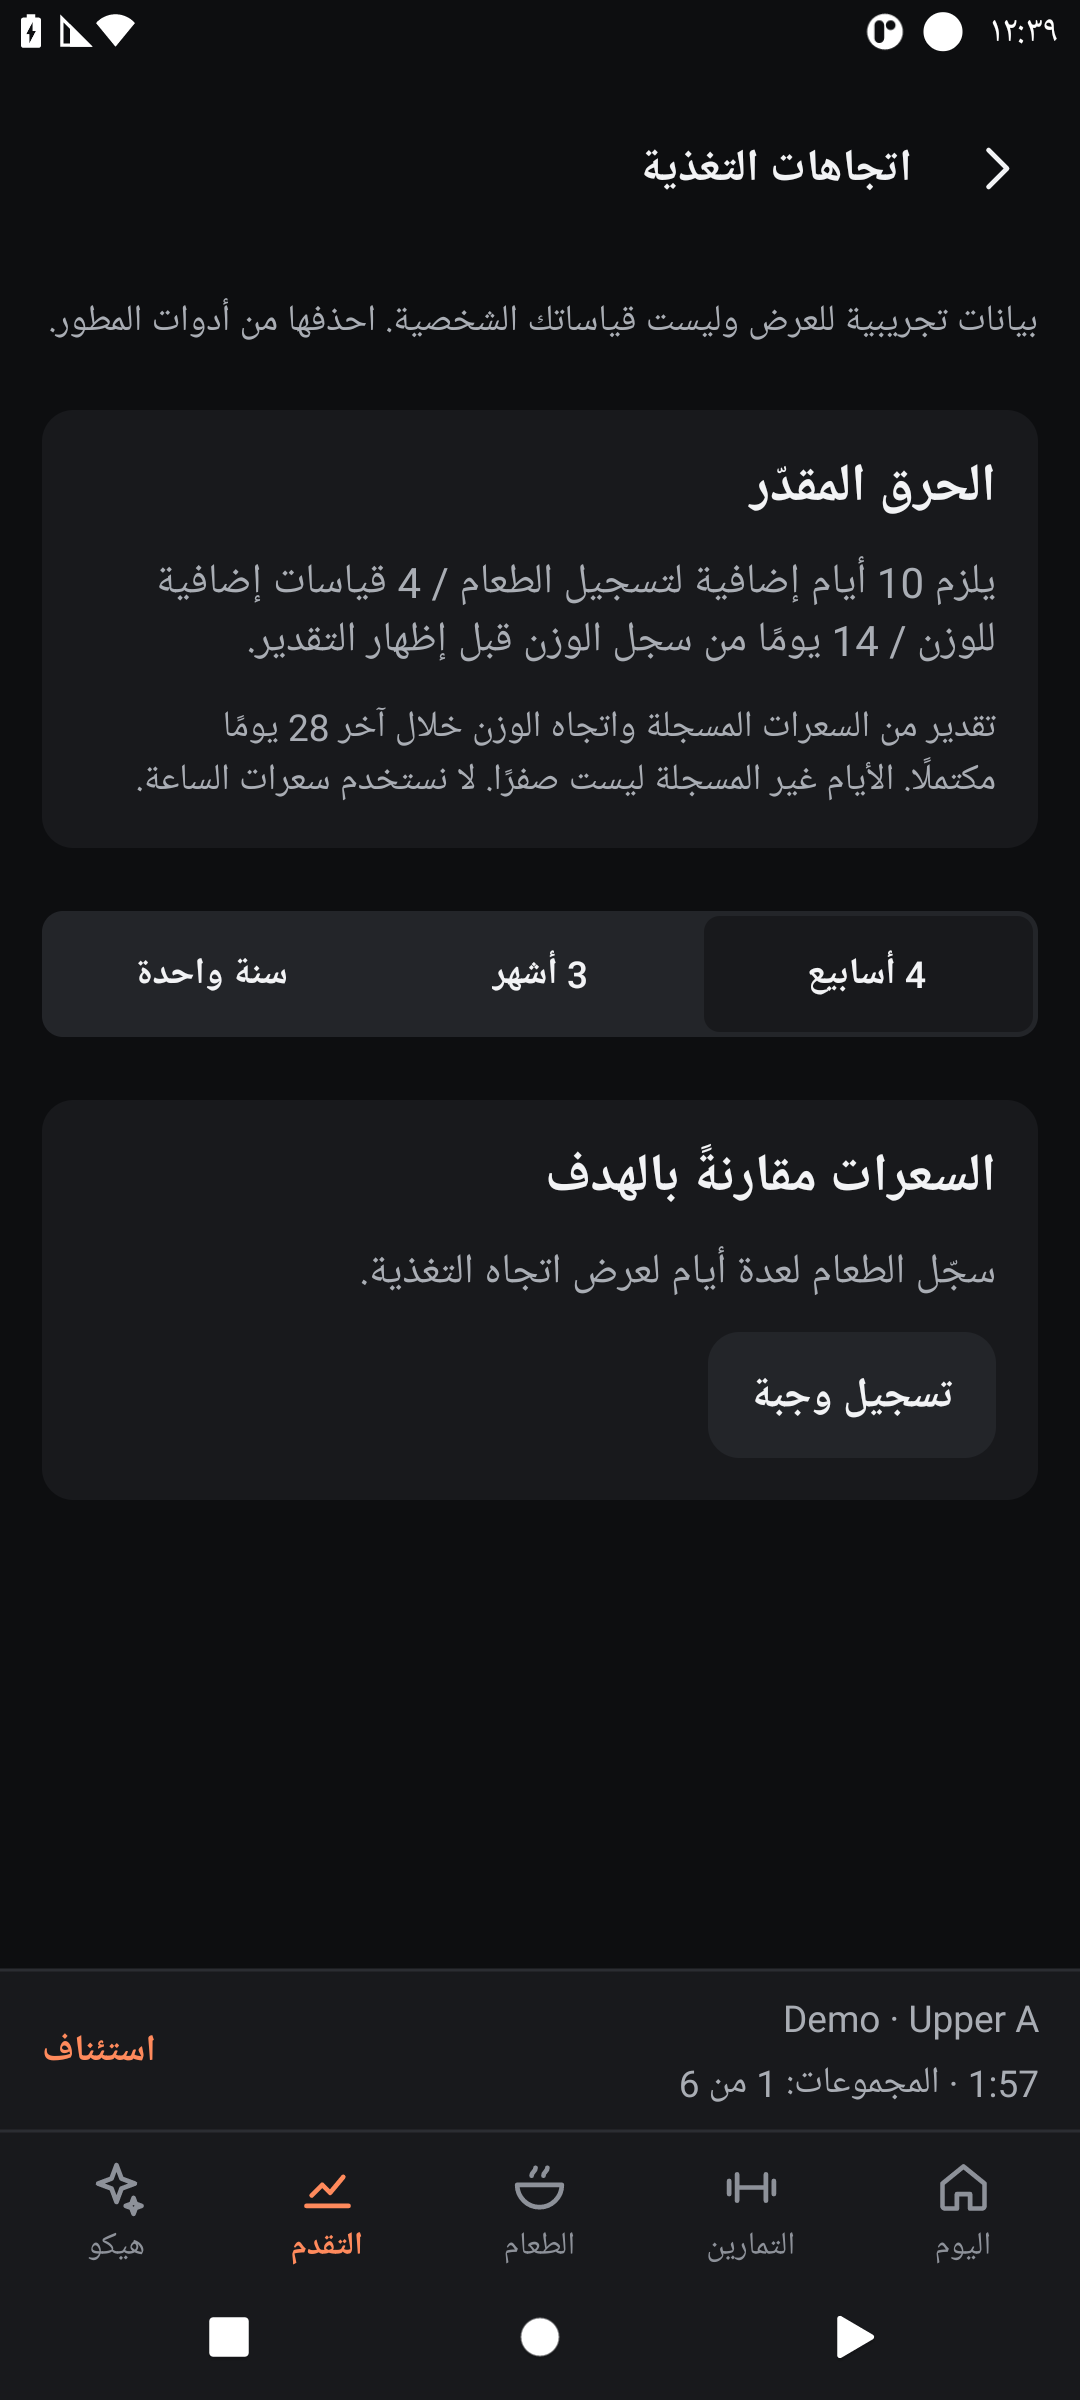 ١٢:٣٩
اتجاهات التغذية
بيانات تجريبية للعرض وليست قياساتك الشخصية. احذفها من أدوات المطور.
الحرق المقدّر
يلزم 10 أيام إضافية لتسجيل الطعام / 4 قياسات إضافية
للوزن / 14 يومًا من سجل الوزن قبل إظهار التقدير.
تقدير من السعرات المسجلة واتجاه الوزن خلال آخر 28 يومًا
مكتملًا. الأيام غير المسجلة ليست صفرًا. لا نستخدم سعرات الساعة.
4 أسابيع
3 أشهر
سنة واحدة
السعرات مقارنةً بالهدف
سجّل الطعام لعدة أيام لعرض اتجاه التغذية.
تسجيل وجبة
Demo · Upper A
1:57 · المجموعات: 1 من 6
استئناف
اليوم
التمارين
الطعام
التقدم
هيكو